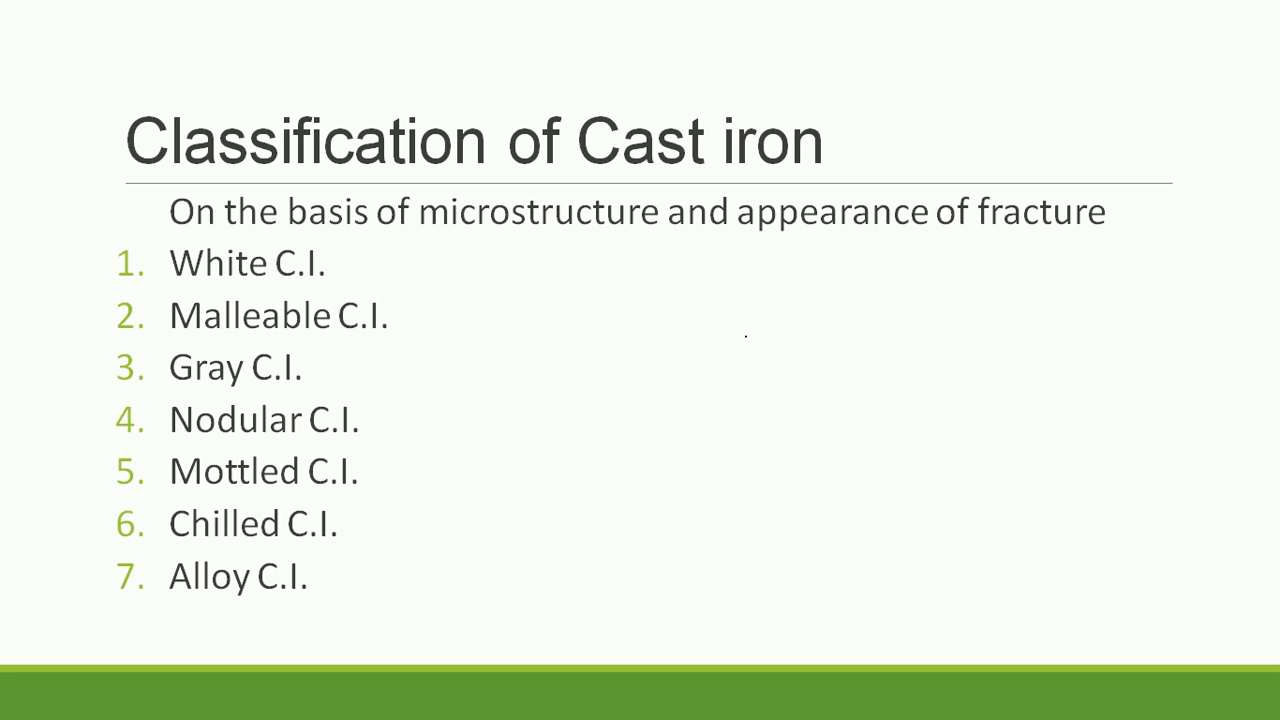 Classification of Cast iron
On the basis of microstructure and appearance of fracture
1. White C.I.
2. Malleable C.I.
3. Gray C.I.
4. Nodular C.I.
5. Mottled C.I.
6. Chilled C.I.
7. Alloy C.I.